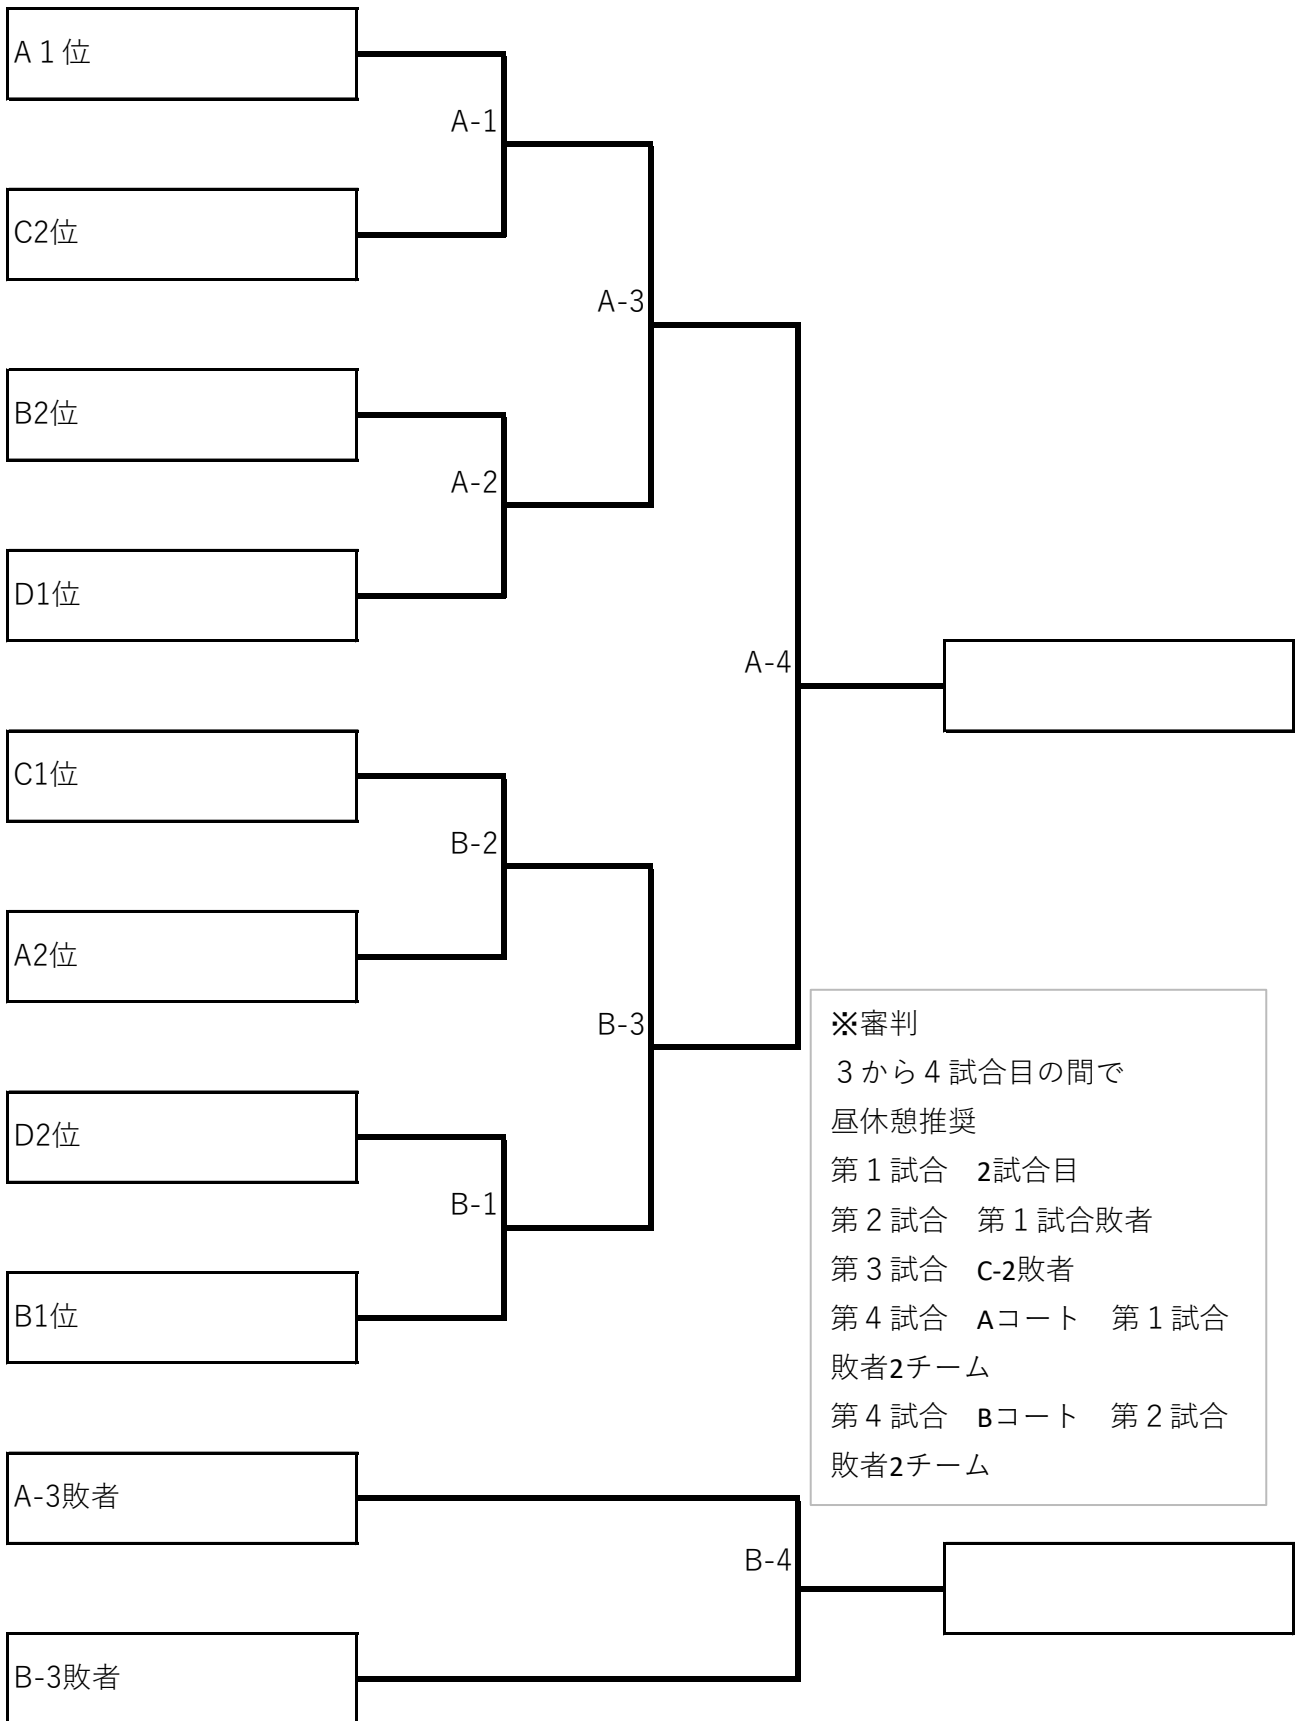 A１位
A-1
C2位
A-3
B2位
A-2
D1位
A-4
C1位
B-2
A2位
B-3
D2位
B-1
B1位
※審判
３から４試合目の間で
昼休憩推奨
第１試合　2試合目
第２試合　第１試合敗者
第３試合　C-2敗者
第４試合　Aコート　第１試合
敗者2チーム
第４試合　Bコート　第２試合
敗者2チーム
A-3敗者
B-4
B-3敗者